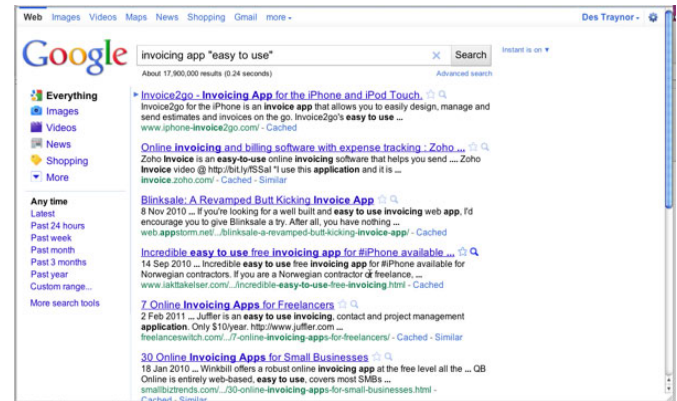 Web Images Videos Maps News Shopping Gmail more Des Traynor
Google
invoicing app "easy to use" Search Instant is on
About 17,900,000 results (0.24 seconds) Advanced search
Everything
Images
Videos
News
Shopping
More
Any time
Latest
Past 24 hours
Past week
Past month
Past 3 months
Past year
Custom range...
More search tools
Invoice2go - Invoicing App for the iPhone and iPod Touch.
Invoice2go for the iPhone is an invoice app that allows you to easily design, manage and
send estimates and invoices on the go. Invoice2go's easy to use ...
www.iphone-invoice2go.com/ - Cached
Online invoicing and billing software with expense tracking : Zoho ...
Zoho Invoice is an easy-to-use online invoicing software that helps you send .... Zoho
Invoice video @ http://bit.ly/fSSaI "I use this application and it is ...
invoice.zoho.com/ - Cached - Similar
Blinksale: A Revamped Butt Kicking Invoice App
8 Nov 2010 ... If you're looking for a well built and easy to use invoicing web app, I'd
encourage you to give Blinksale a try. After all, you have nothing ...
web.appstorm.net/.../blinksale-a-revamped-butt-kicking-invoice-app/ - Cached
Incredible easy to use free invoicing app for #iPhone available ...
14 Sep 2010 ... Incredible easy to use free invoicing app for #iPhone available for
Norwegian contractors. If you are a Norwegian contractor or freelance, ...
www.iakttakelser.com/.../incredible-easy-to-use-free-invoicing.html - Cached
7 Online Invoicing Apps for Freelancers
2 Feb 2011 ... Juffler is an easy to use invoicing, contact and project management
application. Only $10/year. http://www.juffler.com ...
freelanceswitch.com/.../7-online-invoicing-apps-for-freelancers/ - Cached - Similar
30 Online Invoicing Apps for Small Businesses
18 Jan 2010 ... Winkbill offers a robust online invoicing app at the free level all the ... QB
Online is entirely web-based, easy to use, covers most SMBs ...
smallbiztrends.com/.../30-online-invoicing-apps-for-small-businesses.html -
Cached - Similar